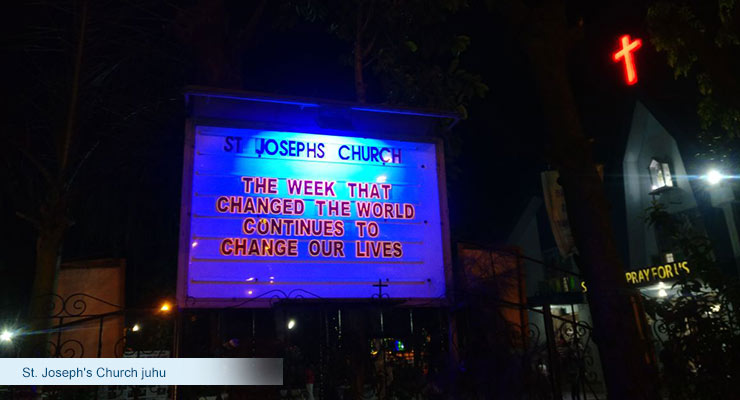 ST JOSEPHS CHURCH
THE WEEK THAT
CHANGED THE WORLD
CONTINUES TO
CHANGE OUR LIVES
PRAY FOR U'S
St. Joseph's Church juhu